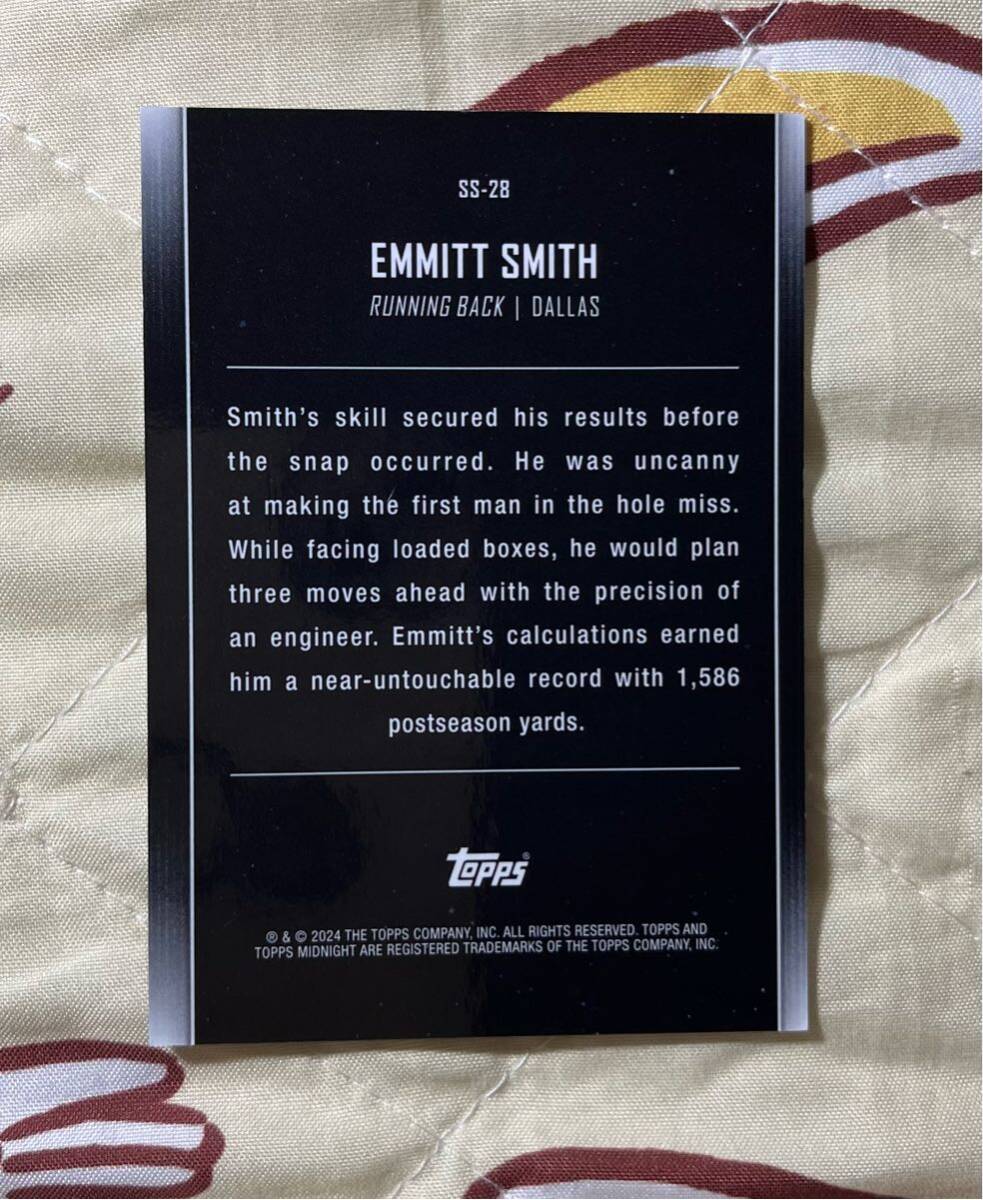 SS-28
EMMITT SMITH
RUNNING BACK | DALLAS
Smith's skill secured his results before
the snap occurred. He was uncanny
at making the first man in the hole miss.
While facing loaded boxes, he would plan
three moves ahead with the precision of
an engineer. Emmitt's calculations earned
him a near-untouchable record with 1,586
postseason yards.
Topps®
® & © 2024 THE TOPPS COMPANY, INC. ALL RIGHTS RESERVED. TOPPS AND
TOPPS MIDNIGHT ARE REGISTERED TRADEMARKS OF THE TOPPS COMPANY, INC.